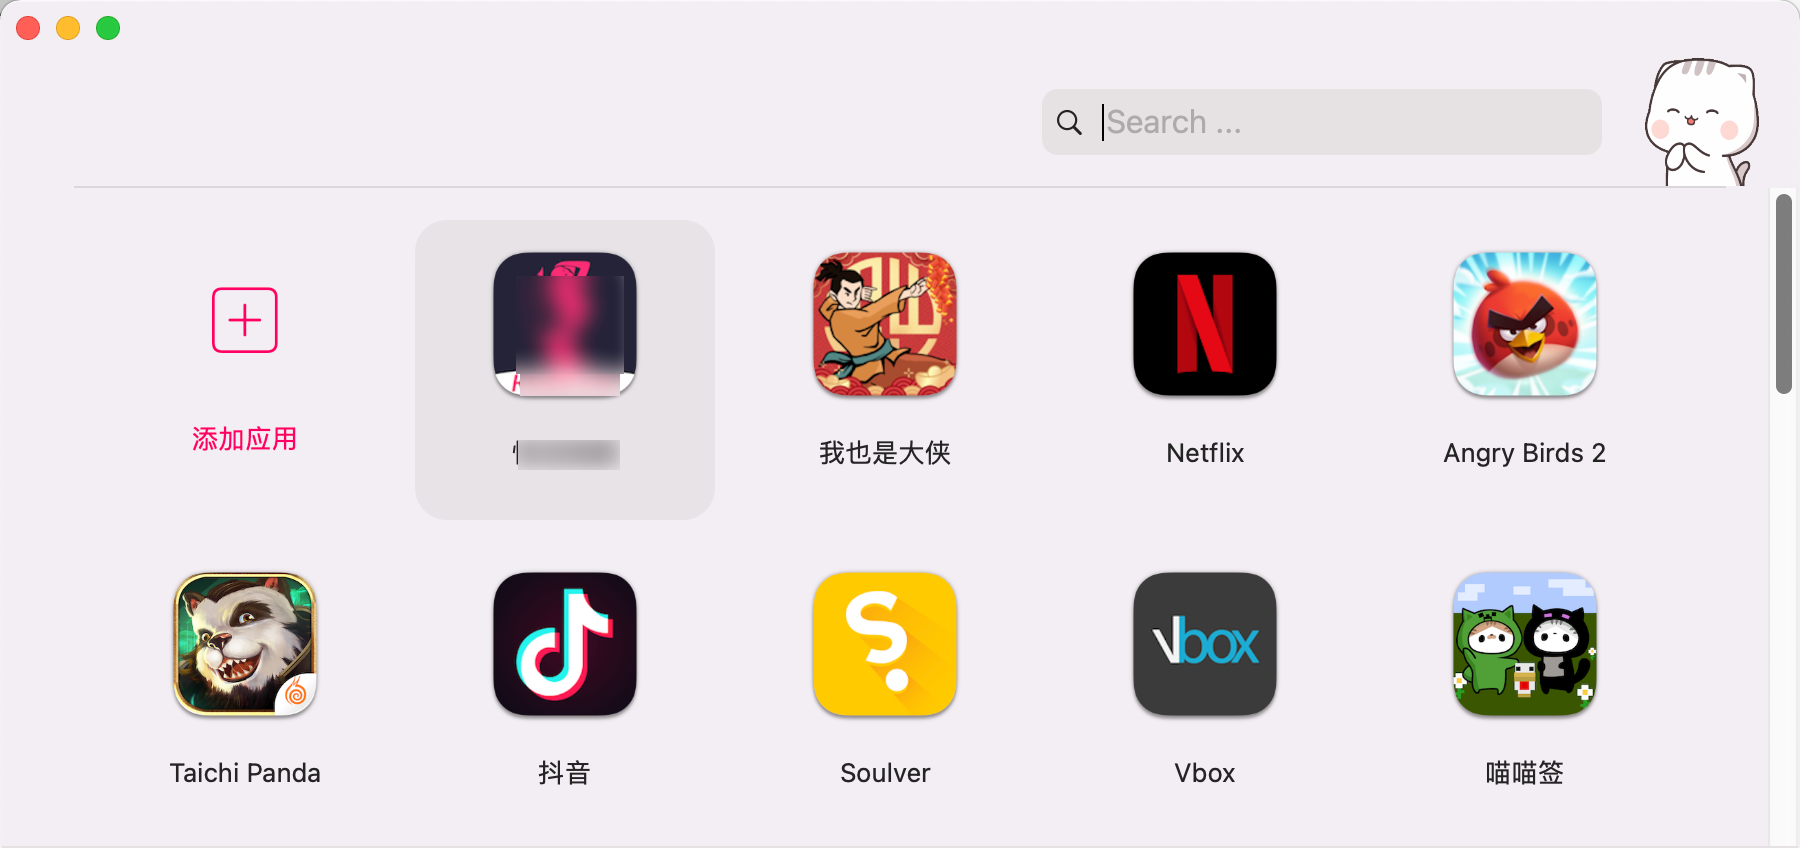 Search ...
添加应用
我也是大侠
Netflix
Angry Birds 2
Vbox
Taichi Panda
抖音
Soulver
Vbox
喵喵签